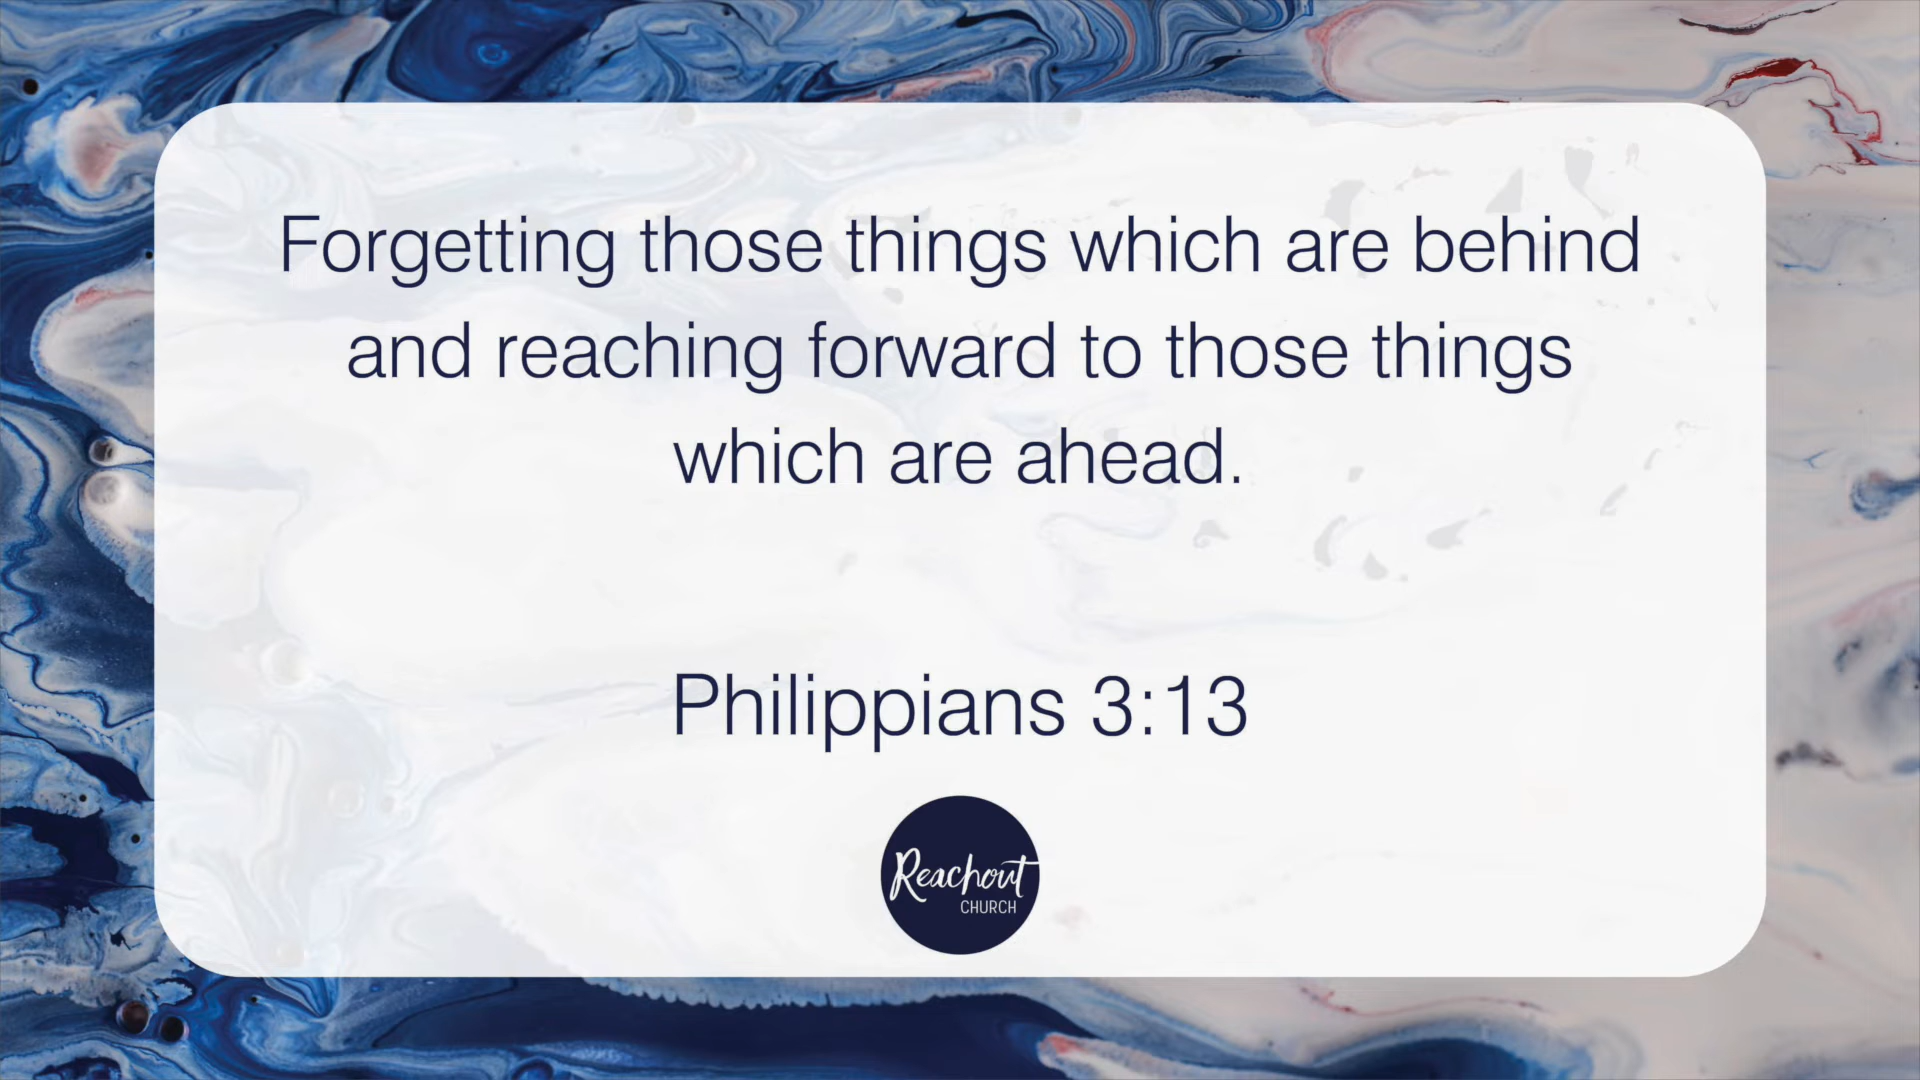 Forgetting those things which are behind
and reaching forward to those things
which are ahead.
Philippians 3:13
Reachout
CHURCH